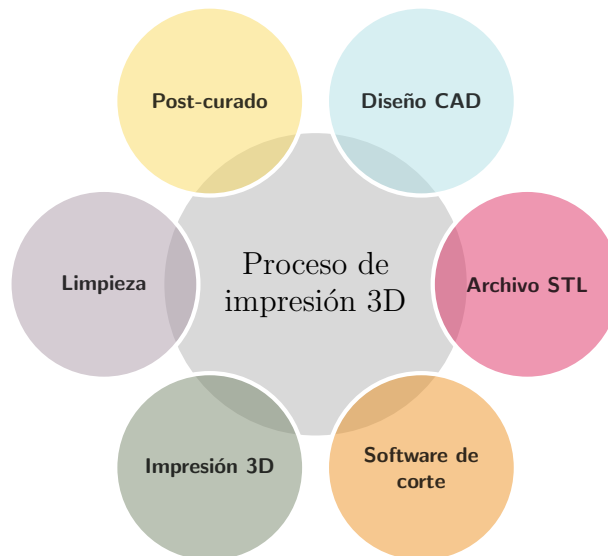 Post-curado
Diseño CAD
Limpieza
Proceso de
impresión 3D
Archivo STL
Impresión 3D
Software de
corte